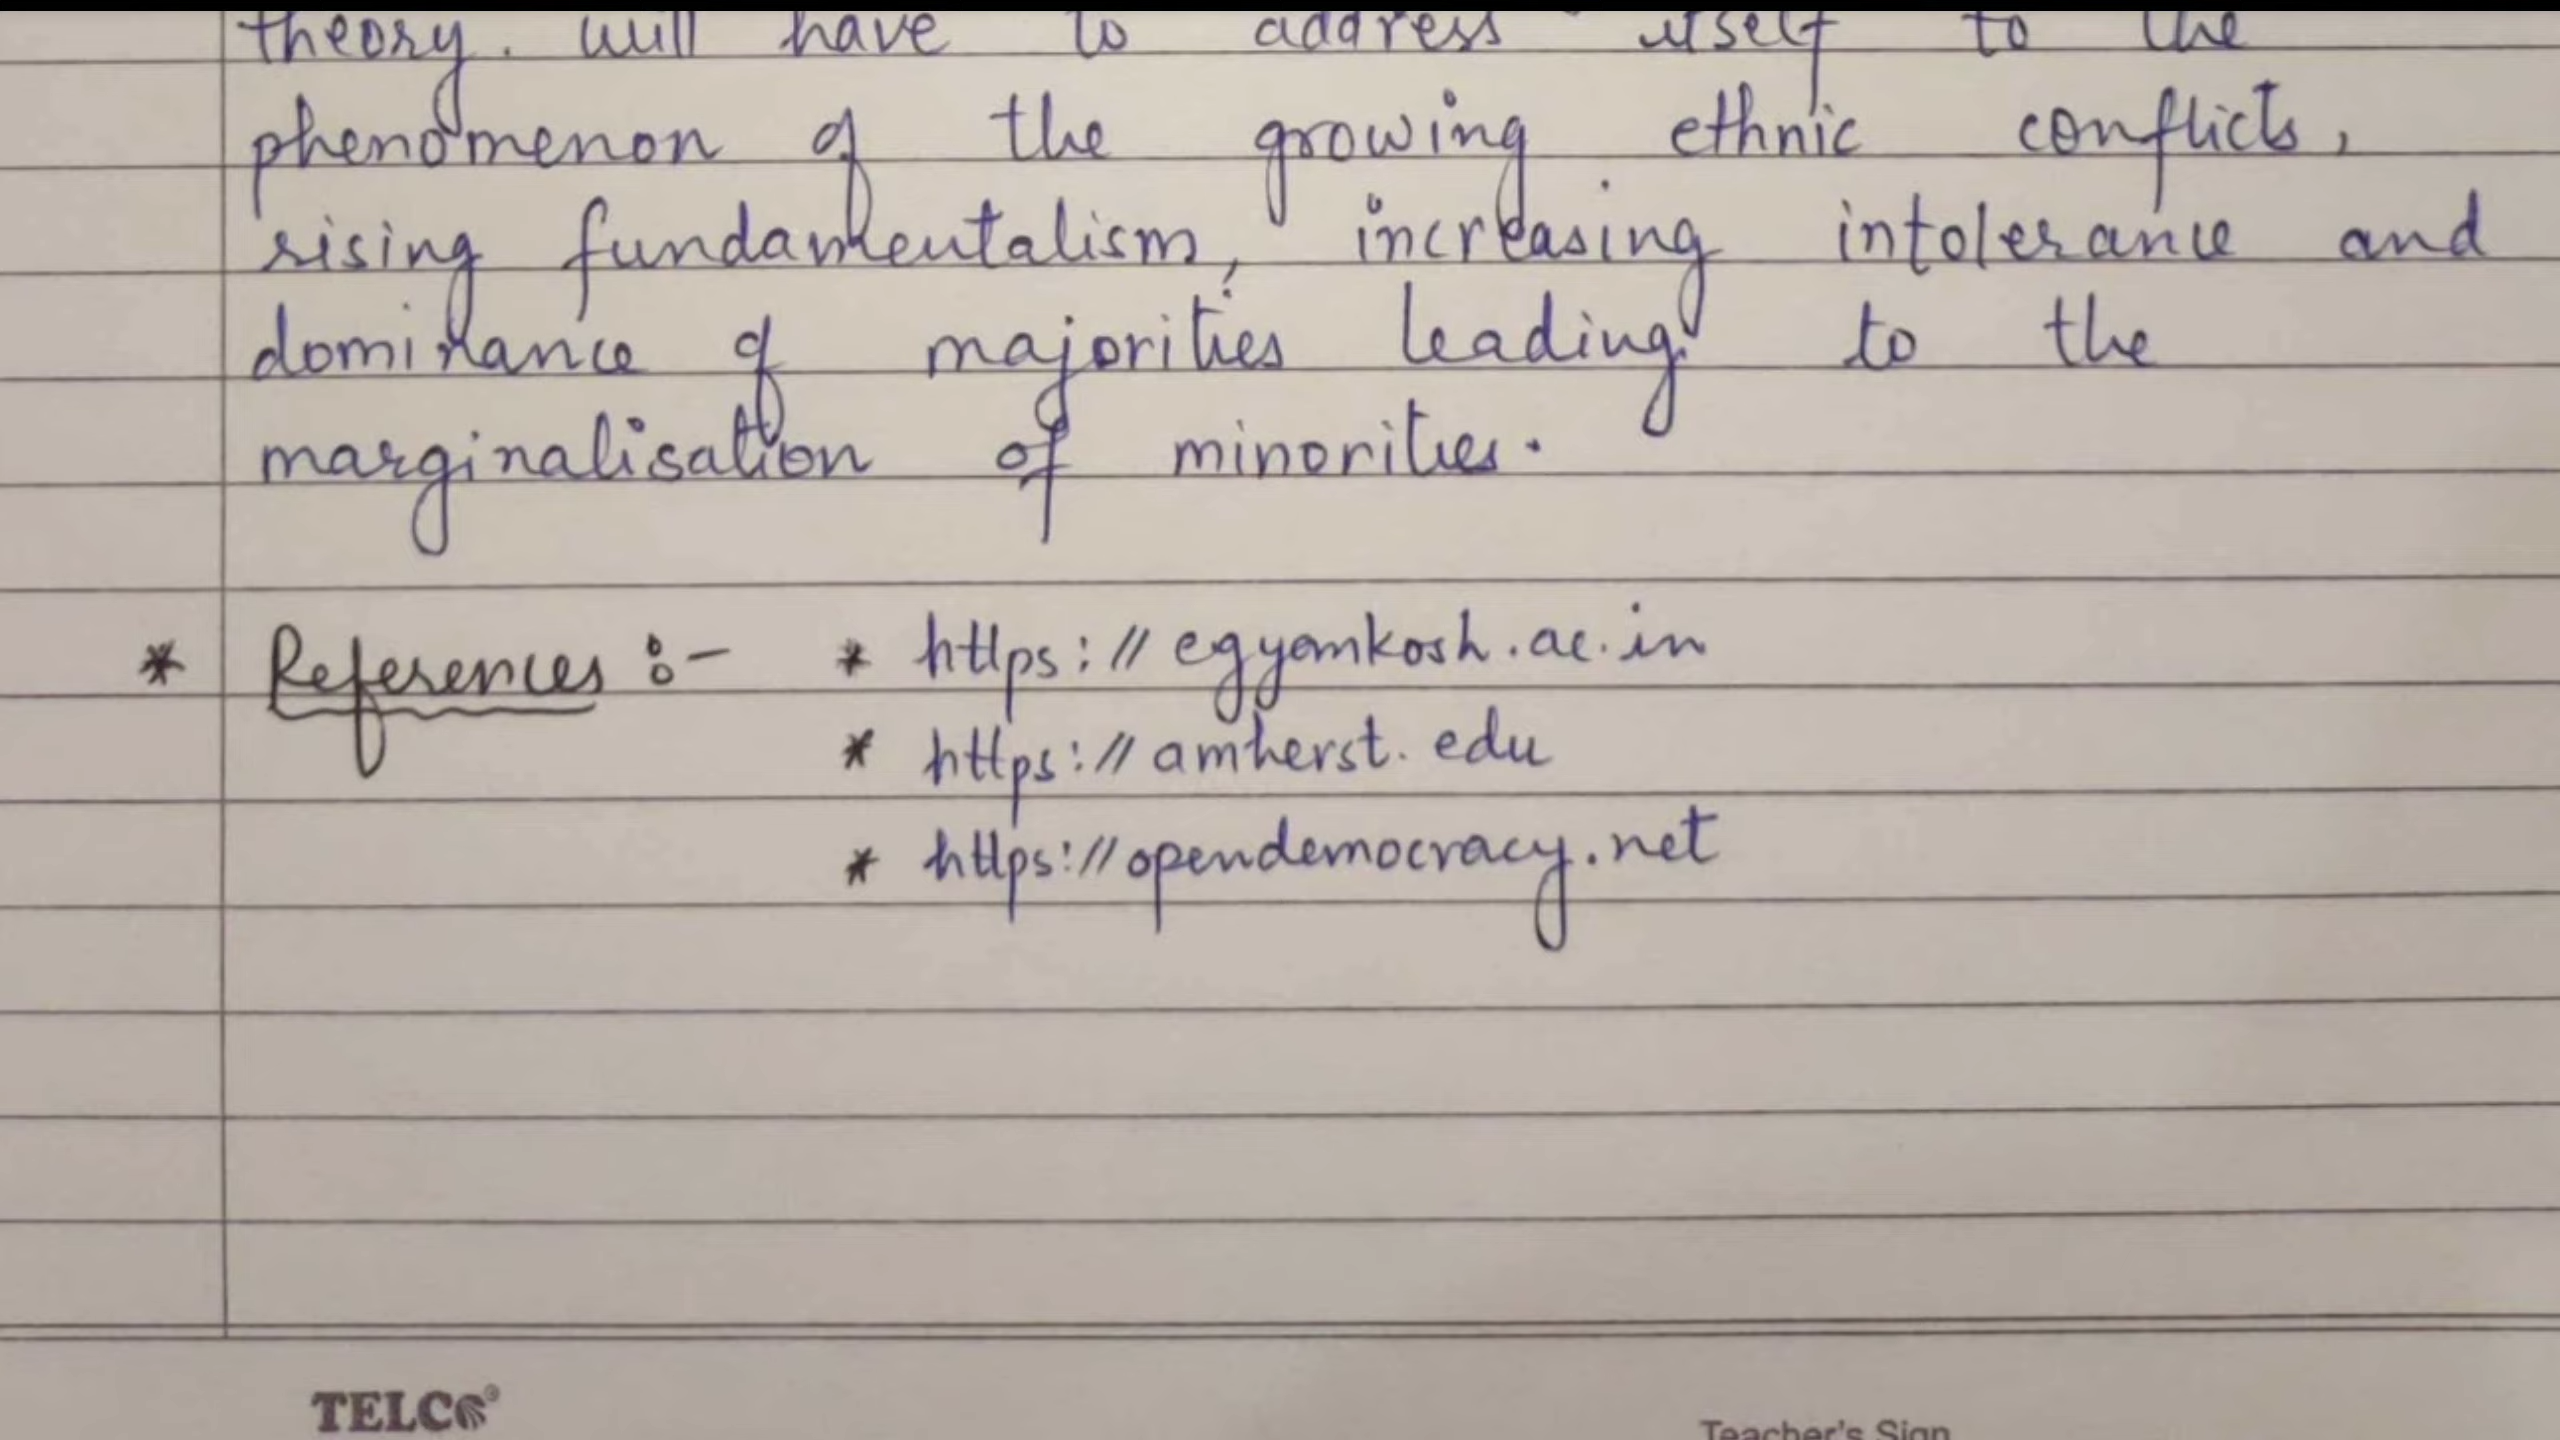 theory. will have to address itself to the
phenomenon of the growing ethnic conflicts,
rising fundamentalism, increasing intolerance and
dominance of majorities leading to the
marginalisation of minorities.
* References :- * https://egyankosh.ac.in
* https://amherst.edu
* https://opendemocracy.net
TELCO®
Teacher's Sign